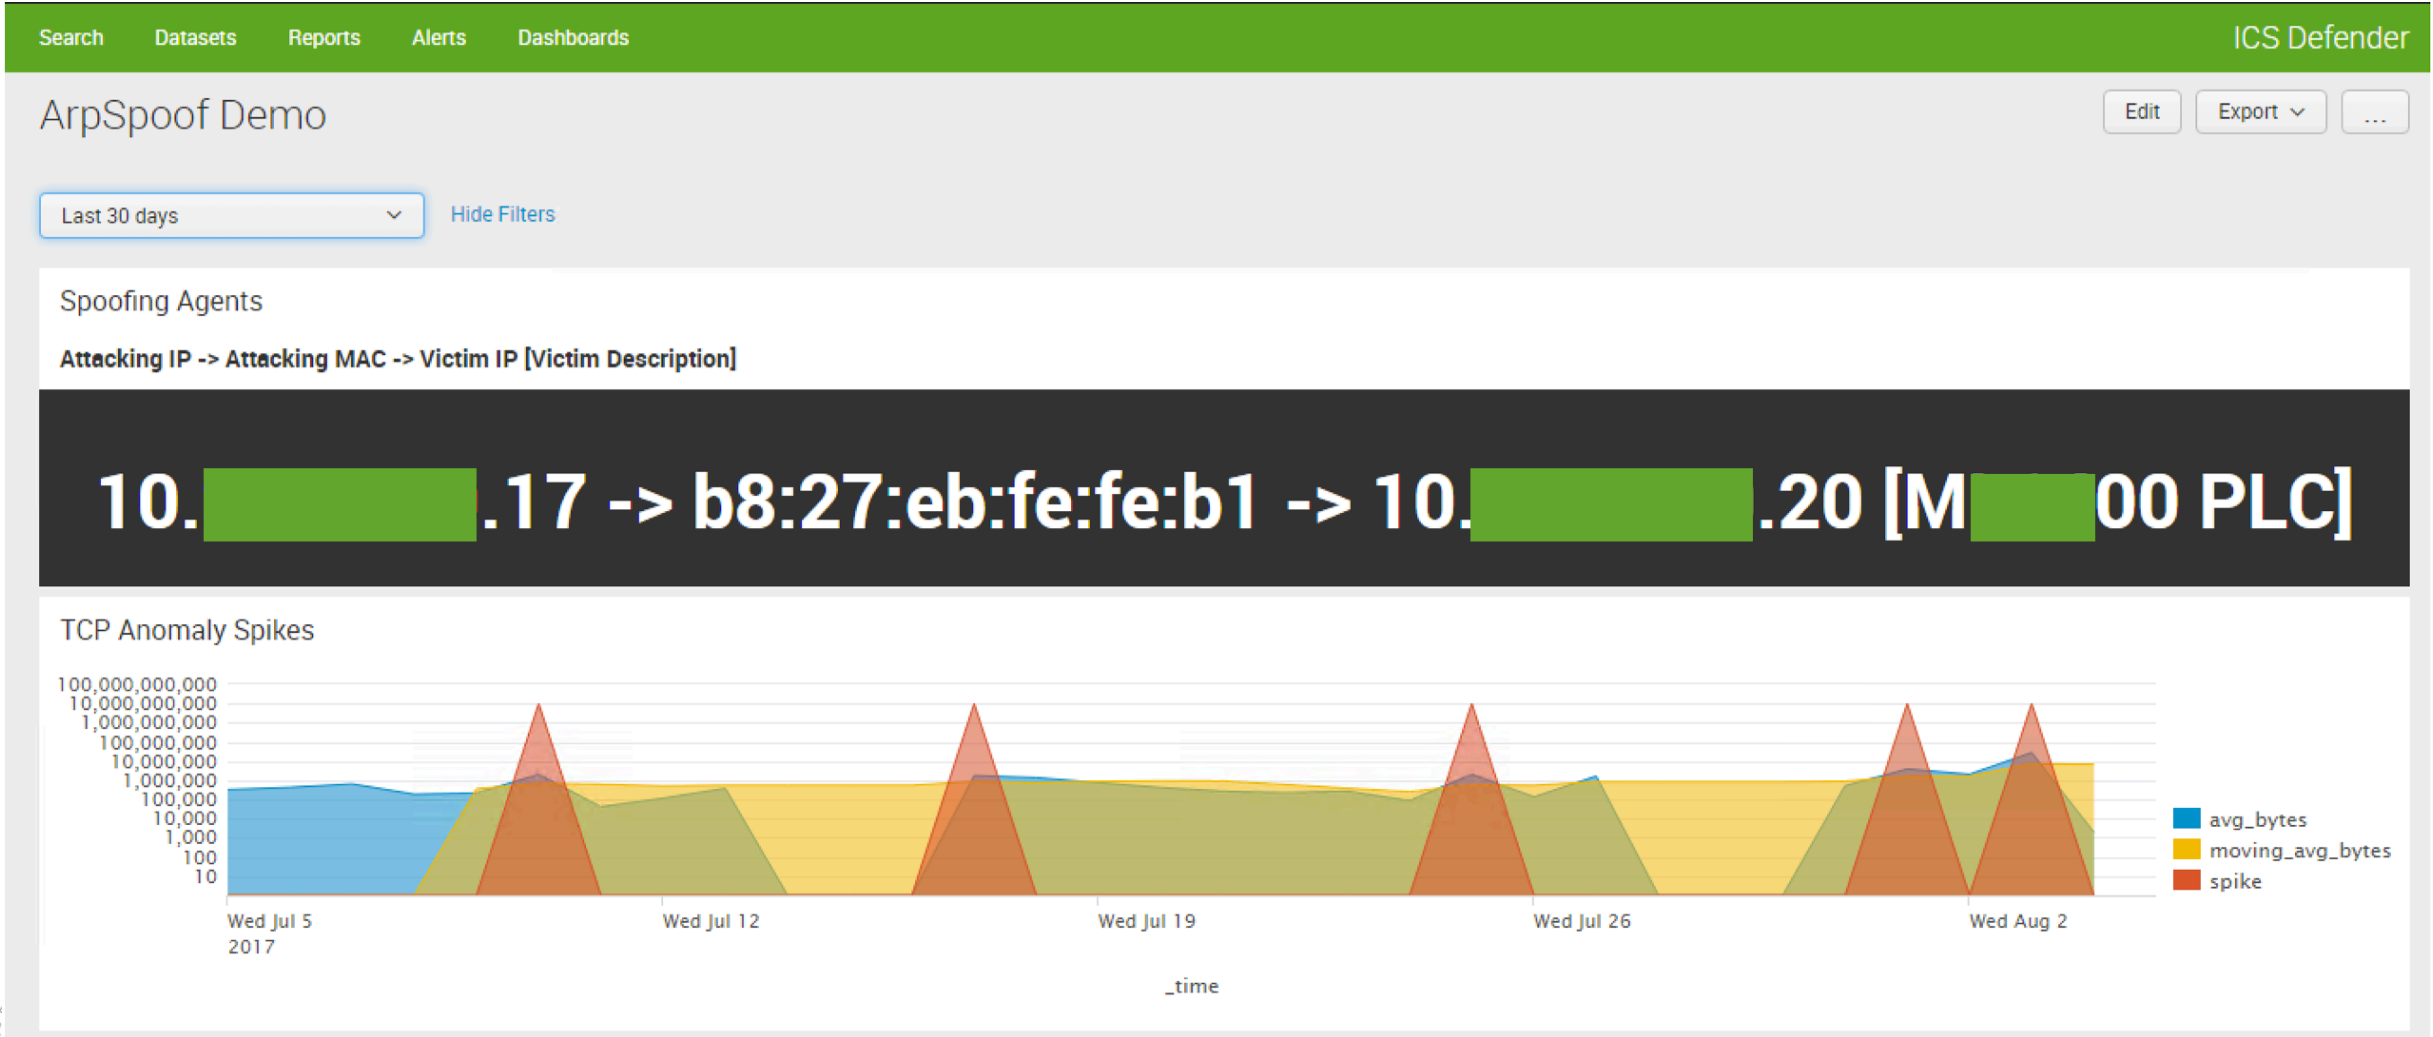 Search Datasets Reports Alerts Dashboards ICS Defender
ArpSpoof Demo Edit Export ...
Last 30 days Hide Filters
Spoofing Agents
Attacking IP -> Attacking MAC -> Victim IP [Victim Description]
10. .17 -> b8:27:eb:fe:fe:b1 -> 10. .20 [M 00 PLC]
TCP Anomaly Spikes
100,000,000,000
10,000,000,000
1,000,000,000
100,000,000
10,000,000
1,000,000
100,000
10,000
1,000
100
10
avg_bytes
moving_avg_bytes
spike
Wed Jul 5 Wed Jul 12 Wed Jul 19 Wed Jul 26 Wed Aug 2
2017
_time